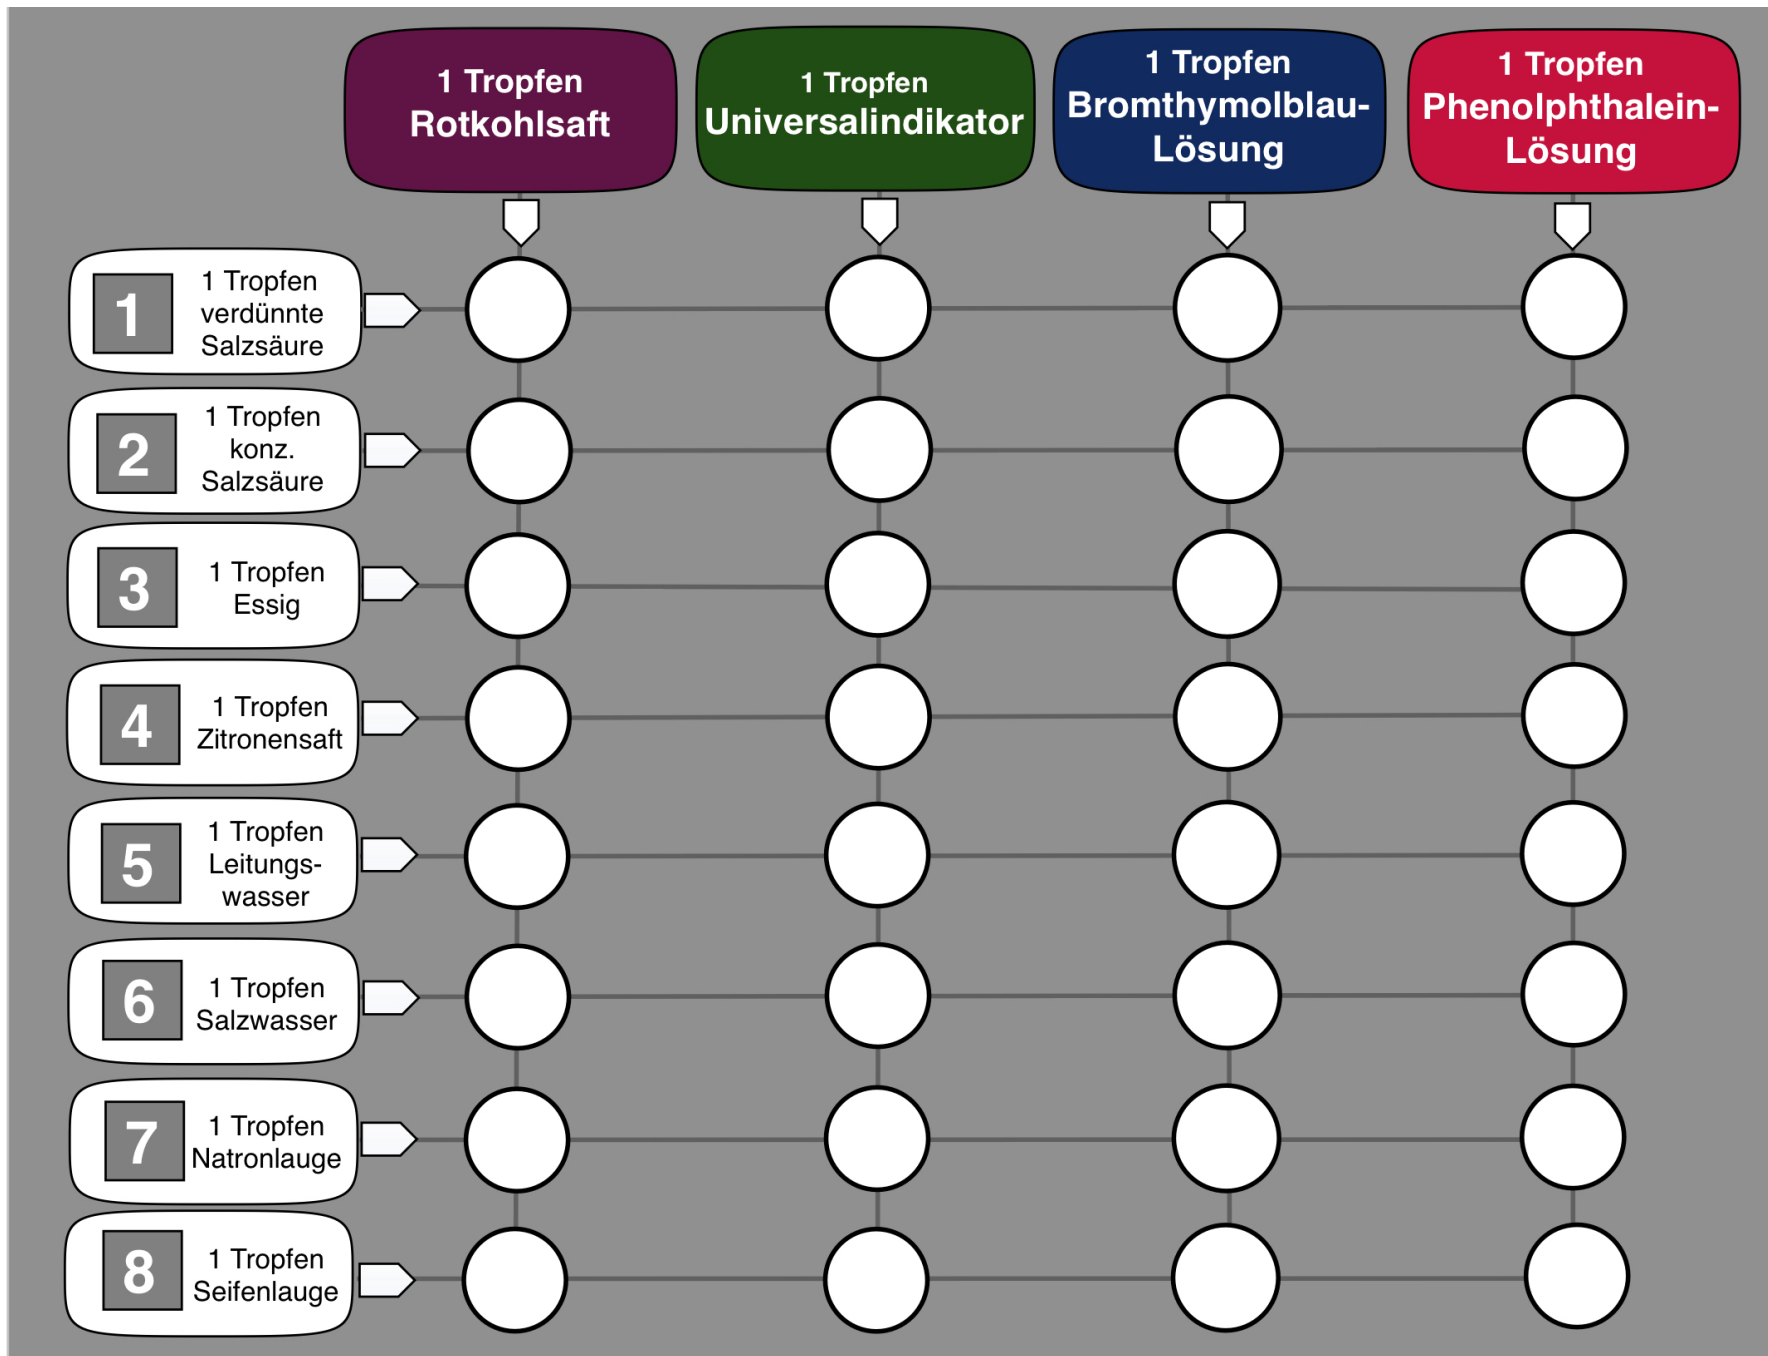 1 Tropfen
Rotkohlsaft
1 Tropfen
Universalindikator
1 Tropfen
Bromthymolblau-
Lösung
1 Tropfen
Phenolphthalein-
Lösung
1
1 Tropfen
verdünnte
Salzsäure
2
1 Tropfen
konz.
Salzsäure
3
1 Tropfen
Essig
4
1 Tropfen
Zitronensaft
5
1 Tropfen
Leitungs-
wasser
6
1 Tropfen
Salzwasser
7
1 Tropfen
Natronlauge
8
1 Tropfen
Seifenlauge